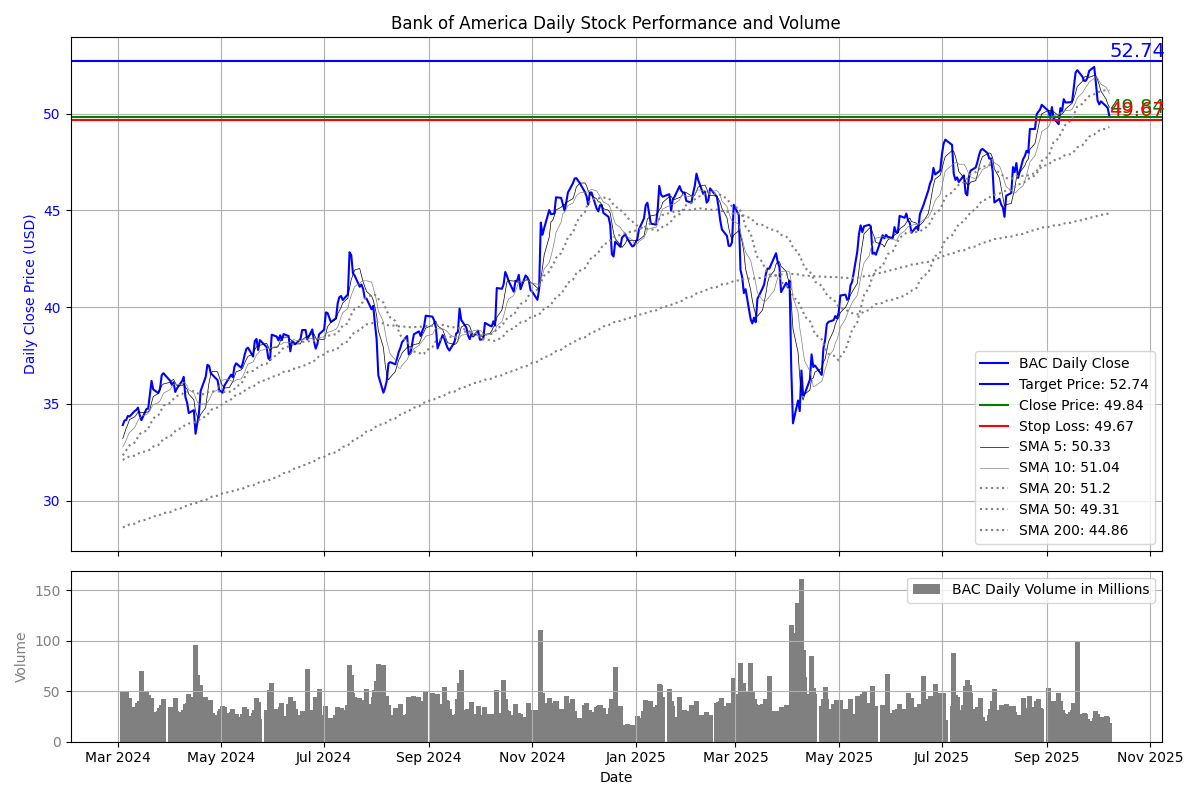 Bank of America Daily Stock Performance and Volume
Daily Close Price (USD)
50
45
40
35
30
52.74
49.84
49.67
BAC Daily Close
Target Price: 52.74
Close Price: 49.84
Stop Loss: 49.67
SMA 5: 50.33
SMA 10: 51.04
SMA 20: 51.2
SMA 50: 49.31
SMA 200: 44.86
Volume
150
100
50
0
BAC Daily Volume in Millions
Mar 2024 May 2024 Jul 2024 Sep 2024 Nov 2024 Jan 2025 Mar 2025 May 2025 Jul 2025 Sep 2025 Nov 2025
Date